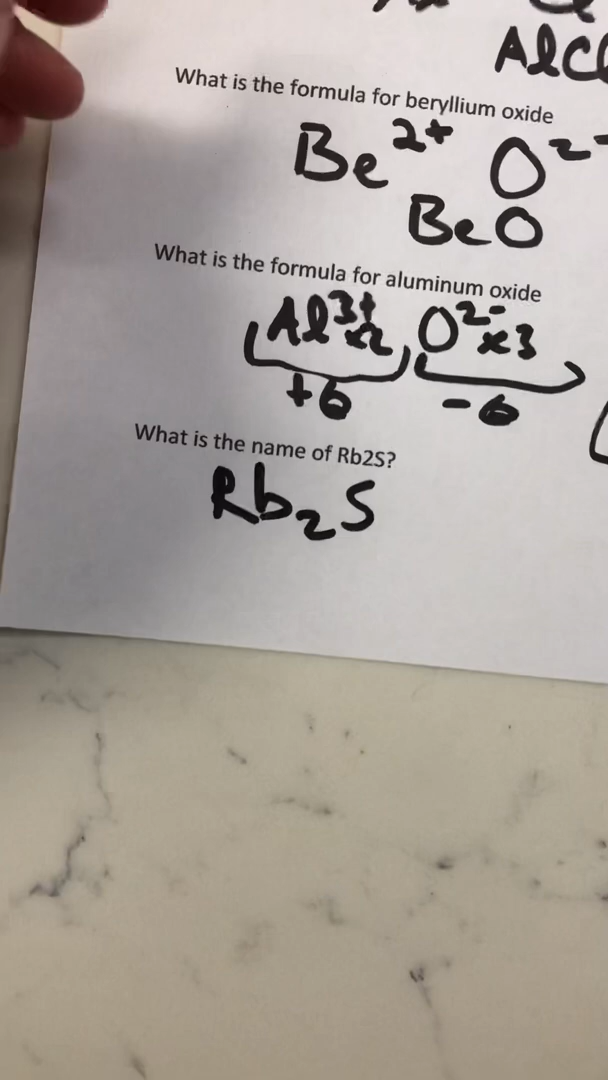 AlCl
What is the formula for beryllium oxide
Be²⁺ O²⁻
BeO
What is the formula for aluminum oxide
Al³⁺x2 O²⁻x3
+6 -6
What is the name of Rb2S?
Rb₂S